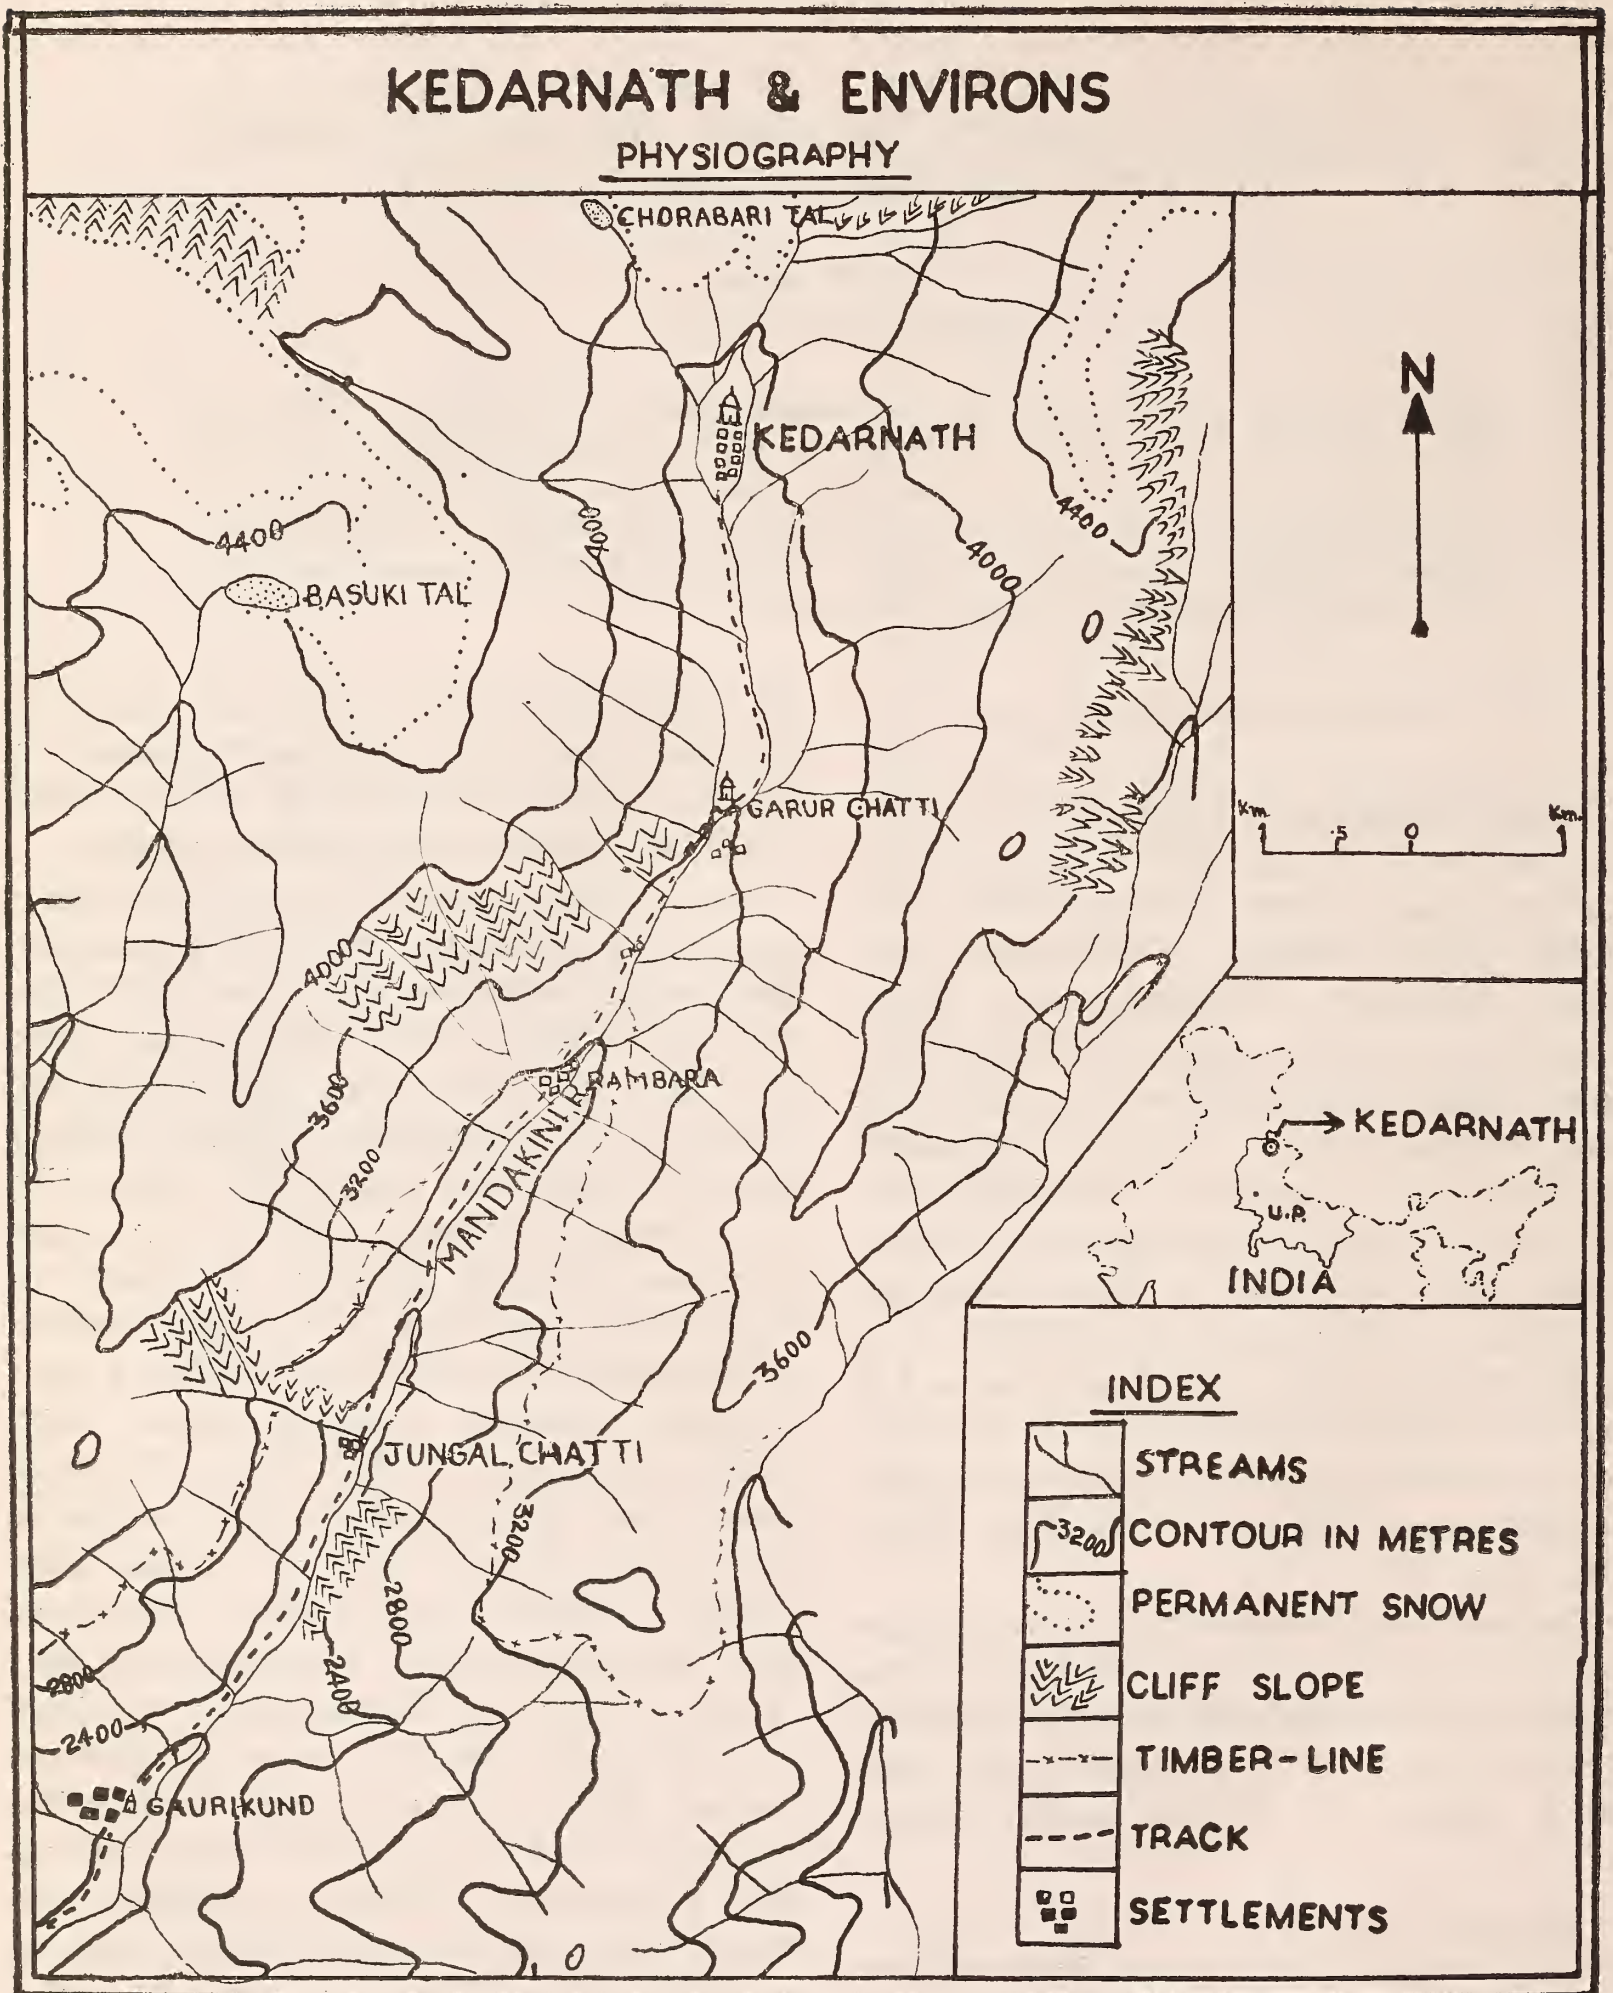 KEDARNATH & ENVIRONS
PHYSIOGRAPHY
CHORABARI TAL
N
KEDARNATH
4400
4400
4000
4000
BASUKI TAL
GARUR CHATTI
Km. .5 0 Km.
4000
3600
RAMBARA
3200
MANDAKINI R.
KEDARNATH
U.P.
INDIA
3600
JUNGAL CHATTI
3200
2800
2400
2800
2400
GAURIKUND
INDEX
STREAMS
3200 CONTOUR IN METRES
PERMANENT SNOW
CLIFF SLOPE
TIMBER-LINE
TRACK
SETTLEMENTS